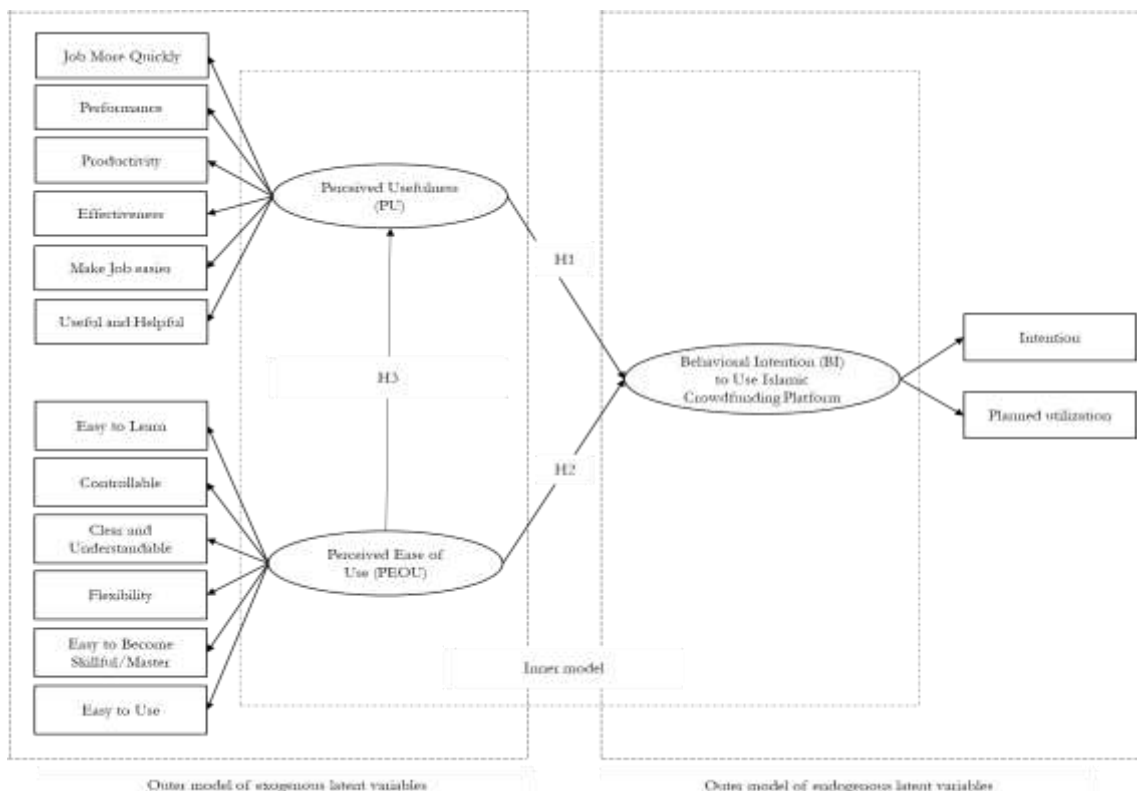 Job More Quickly
Performance
Productivity
Effectiveness
Make Job easier
Useful and Helpful
Perceived Usefulness
(PU)
H1
H3
Behavioral Intention (BI)
to Use Islamic
Crowdfunding Platform
Intention
Planned utilization
Easy to Learn
Controllable
Clear and
Understandable
Flexibility
Easy to Become
Skillful/Master
Easy to Use
H2
Perceived Ease of
Use (PEOU)
Inner model
Outer model of exogenous latent variables
Outer model of endogenous latent variables